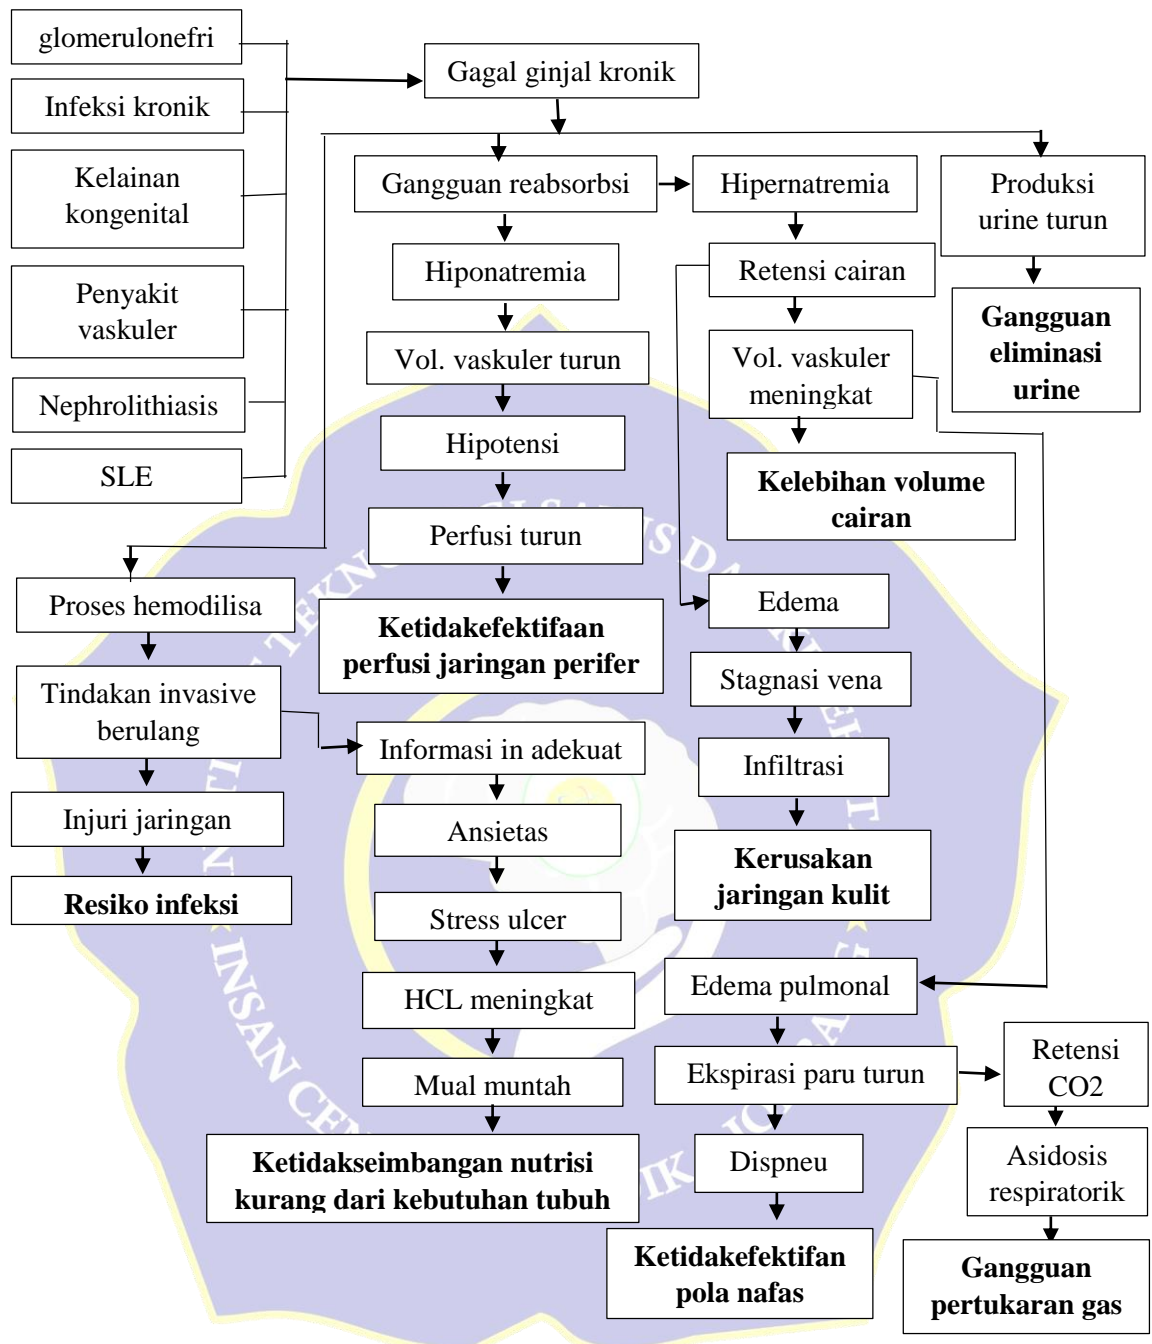 glomerulonefri
Gagal ginjal kronik
Infeksi kronik
Kelainan
kongenital
Gangguan reabsorbsi
Hipernatremia
Produksi
urine turun
Hiponatremia
Retensi cairan
Penyakit
vaskuler
Gangguan
eliminasi
urine
Vol. vaskuler turun
Vol. vaskuler
meningkat
Nephrolithiasis
Hipotensi
SLE
Kelebihan volume
cairan
Perfusi turun
Proses hemodilisa
Edema
Ketidakefektifaan
perfusi jaringan perifer
Tindakan invasive
berulang
Stagnasi vena
Informasi in adekuat
Infiltrasi
Injuri jaringan
Ansietas
Kerusakan
jaringan kulit
Resiko infeksi
Stress ulcer
HCL meningkat
Edema pulmonal
Mual muntah
Ekspirasi paru turun
Retensi
CO2
Ketidakseimbangan nutrisi
kurang dari kebutuhan tubuh
Dispneu
Asidosis
respiratorik
Ketidakefektifan
pola nafas
Gangguan
pertukaran gas
INSAN